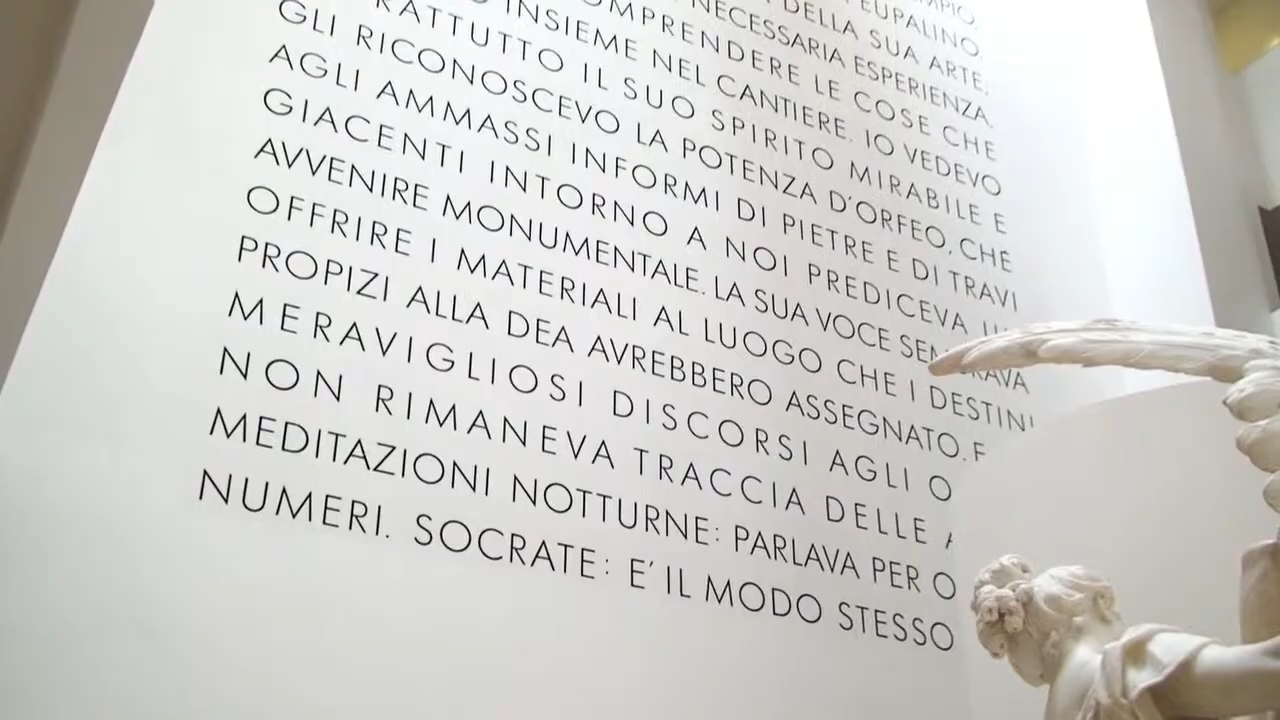 EUPALINO,
DELLA SUA ARTE,
NECESSARIA ESPERIENZA,
LE COSE CHE
INSIEME NEL CANTIERE. IO VEDEVO
RATTUTTO IL SUO SPIRITO MIRABILE E
GLI RICONOSCEVO LA POTENZA D'ORFEO, CHE
AGLI AMMASSI INFORMI DI PIETRE E DI TRAVI
GIACENTI INTORNO A NOI PREDICEVA
AVVENIRE MONUMENTALE. LA SUA VOCE
OFFRIRE I MATERIALI AL LUOGO CHE I DESTINI
PROPIZI ALLA DEA AVREBBERO ASSEGNATO.
MERAVIGLIOSI DISCORSI AGLI O
NON RIMANEVA TRACCIA DELLE
MEDITAZIONI NOTTURNE: PARLAVA PER O
NUMERI. SOCRATE: E' IL MODO STESSO